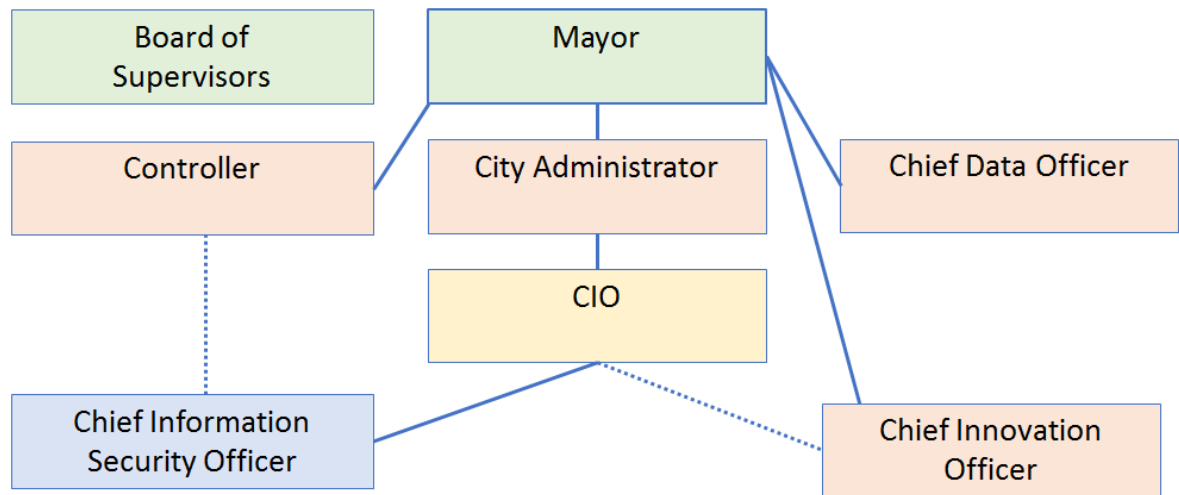 Board of
Supervisors
Mayor
Controller
City Administrator
Chief Data Officer
CIO
Chief Information
Security Officer
Chief Innovation
Officer